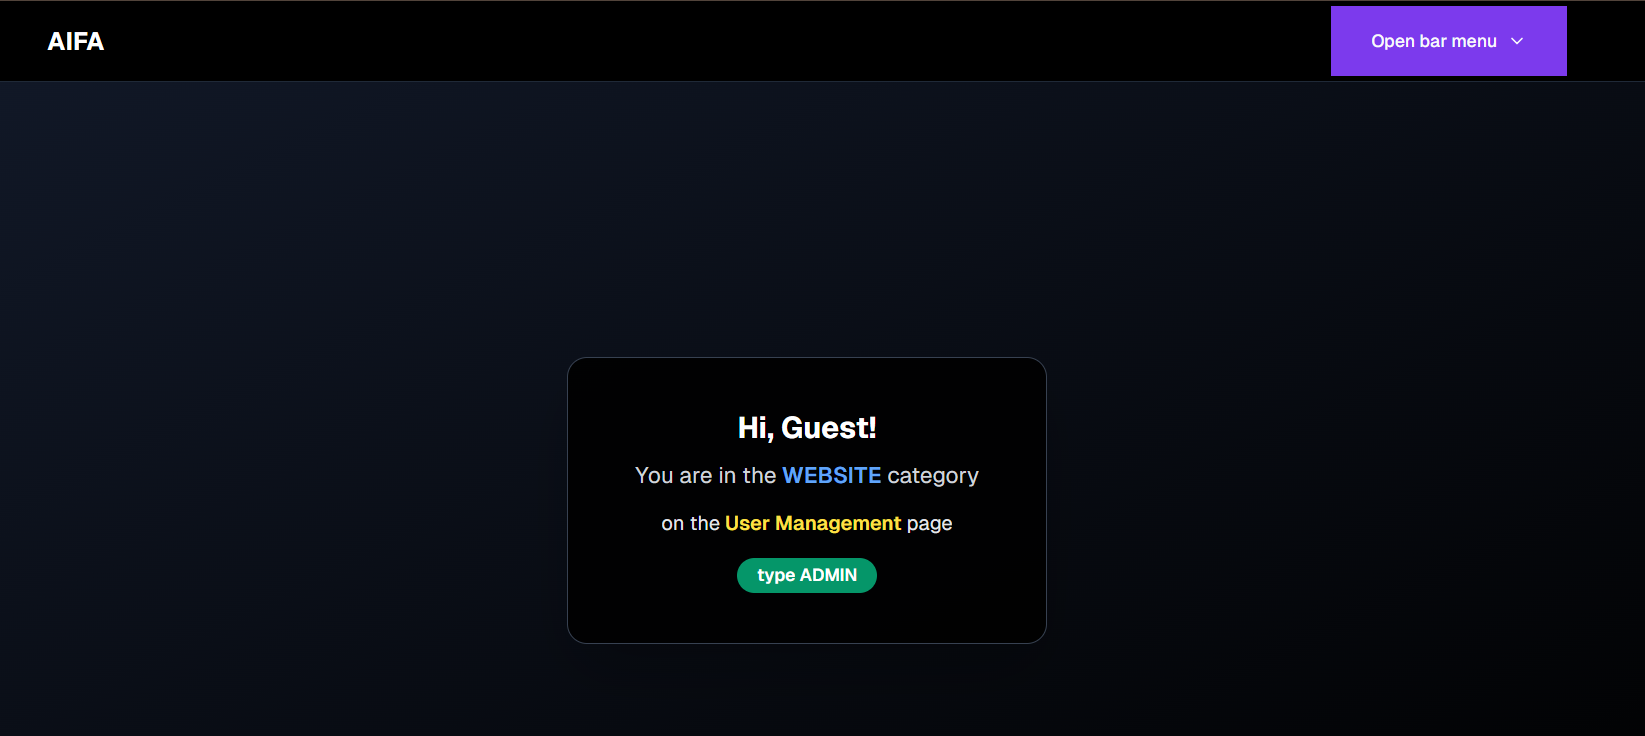 AIFA
Open bar menu
Hi, Guest!
You are in the WEBSITE category
on the User Management page
type ADMIN